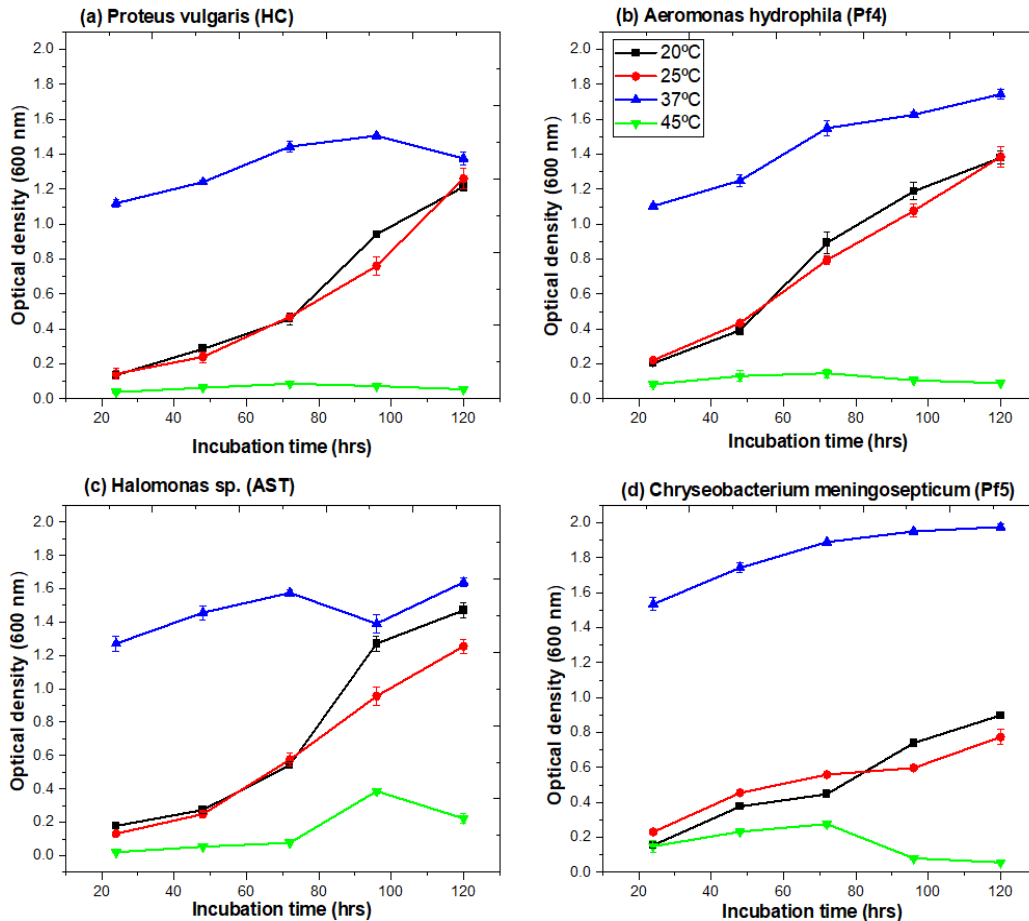 (a) Proteus vulgaris (HC)
Optical density (600 nm)
2.0
1.8
1.6
1.4
1.2
1.0
0.8
0.6
0.4
0.2
0.0
20 40 60 80 100 120
Incubation time (hrs)
(b) Aeromonas hydrophila (Pf4)
20ºC
25ºC
37ºC
45ºC
Optical density (600 nm)
2.0
1.8
1.6
1.4
1.2
1.0
0.8
0.6
0.4
0.2
0.0
20 40 60 80 100 120
Incubation time (hrs)
(c) Halomonas sp. (AST)
Optical density (600 nm)
2.0
1.8
1.6
1.4
1.2
1.0
0.8
0.6
0.4
0.2
0.0
20 40 60 80 100 120
Incubation time (hrs)
(d) Chryseobacterium meningosepticum (Pf5)
Optical density (600 nm)
2.0
1.8
1.6
1.4
1.2
1.0
0.8
0.6
0.4
0.2
0.0
20 40 60 80 100 120
Incubation time (hrs)